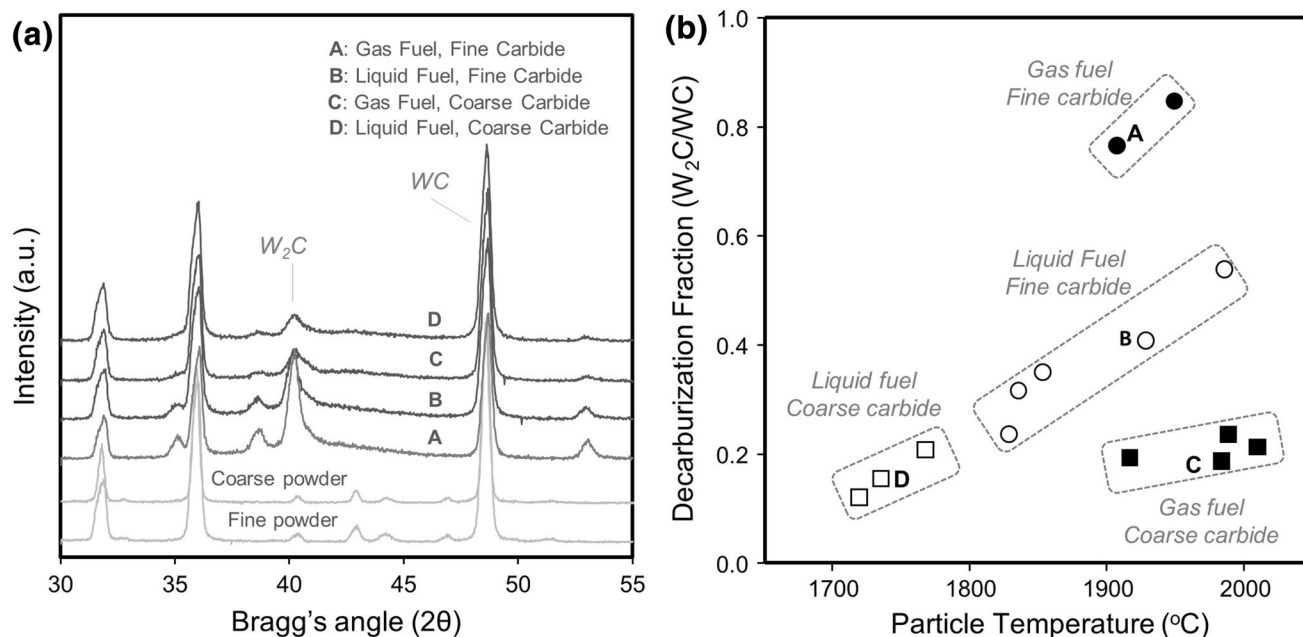 (a)
A: Gas Fuel, Fine Carbide
B: Liquid Fuel, Fine Carbide
C: Gas Fuel, Coarse Carbide
D: Liquid Fuel, Coarse Carbide
WC
W₂C
D
C
B
A
Coarse powder
Fine powder
Intensity (a.u.)
30 35 40 45 50 55
Bragg's angle (2θ)
(b)
Gas fuel
Fine carbide
A
Liquid Fuel
Fine carbide
B
Liquid fuel
Coarse carbide
D
C
Gas fuel
Coarse carbide
Decarburization Fraction (W₂C/WC)
1.0
0.8
0.6
0.4
0.2
0.0
1700 1800 1900 2000
Particle Temperature (ºC)